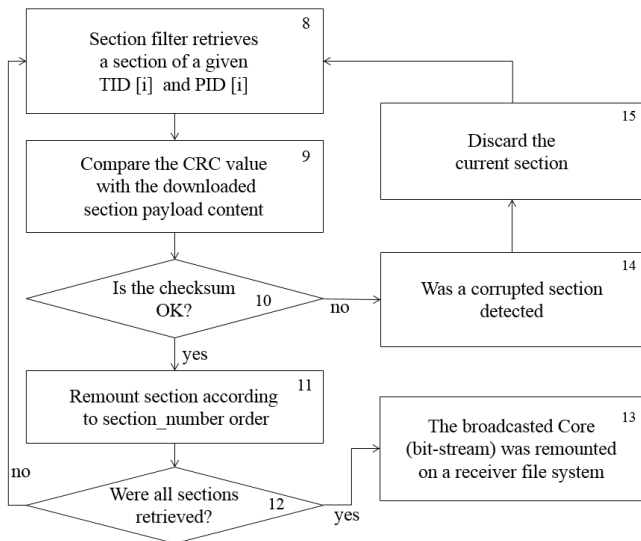 8
Section filter retrieves
a section of a given
TID [i] and PID [i]
9
Compare the CRC value
with the downloaded
section payload content
Is the checksum
OK?
10
no
yes
11
Remount section according
to section_number order
no
Were all sections
retrieved?
12
yes
13
The broadcasted Core
(bit-stream) was remounted
on a receiver file system
14
Was a corrupted section
detected
15
Discard the
current section